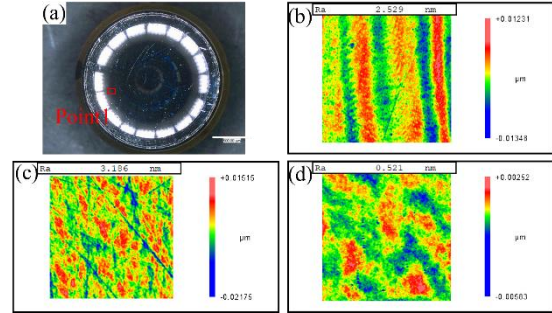 (a)
Point1
(b)
Ra 2.529 nm
+0.01231
µm
-0.01348
(c)
Ra 3.186 nm
+0.01515
µm
-0.02175
(d)
Ra 0.521 nm
+0.00252
µm
-0.00583